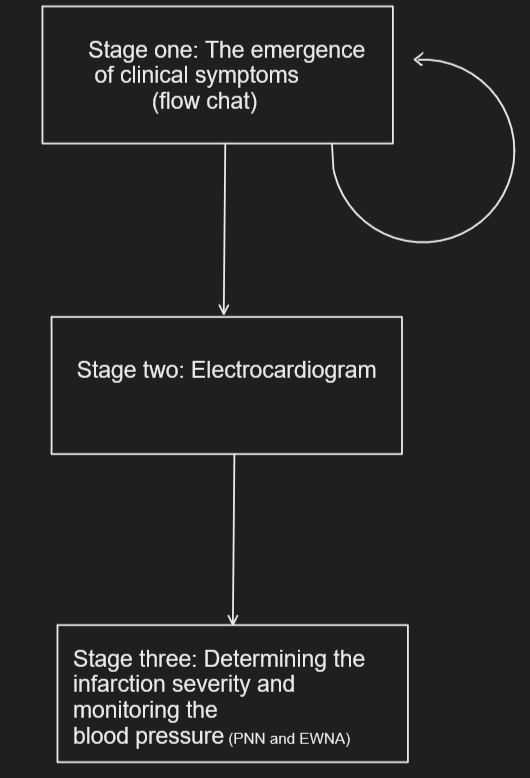 Stage one: The emergence
of clinical symptoms
(flow chat)
Stage two: Electrocardiogram
Stage three: Determining the
infarction severity and
monitoring the
blood pressure (PNN and EWNA)